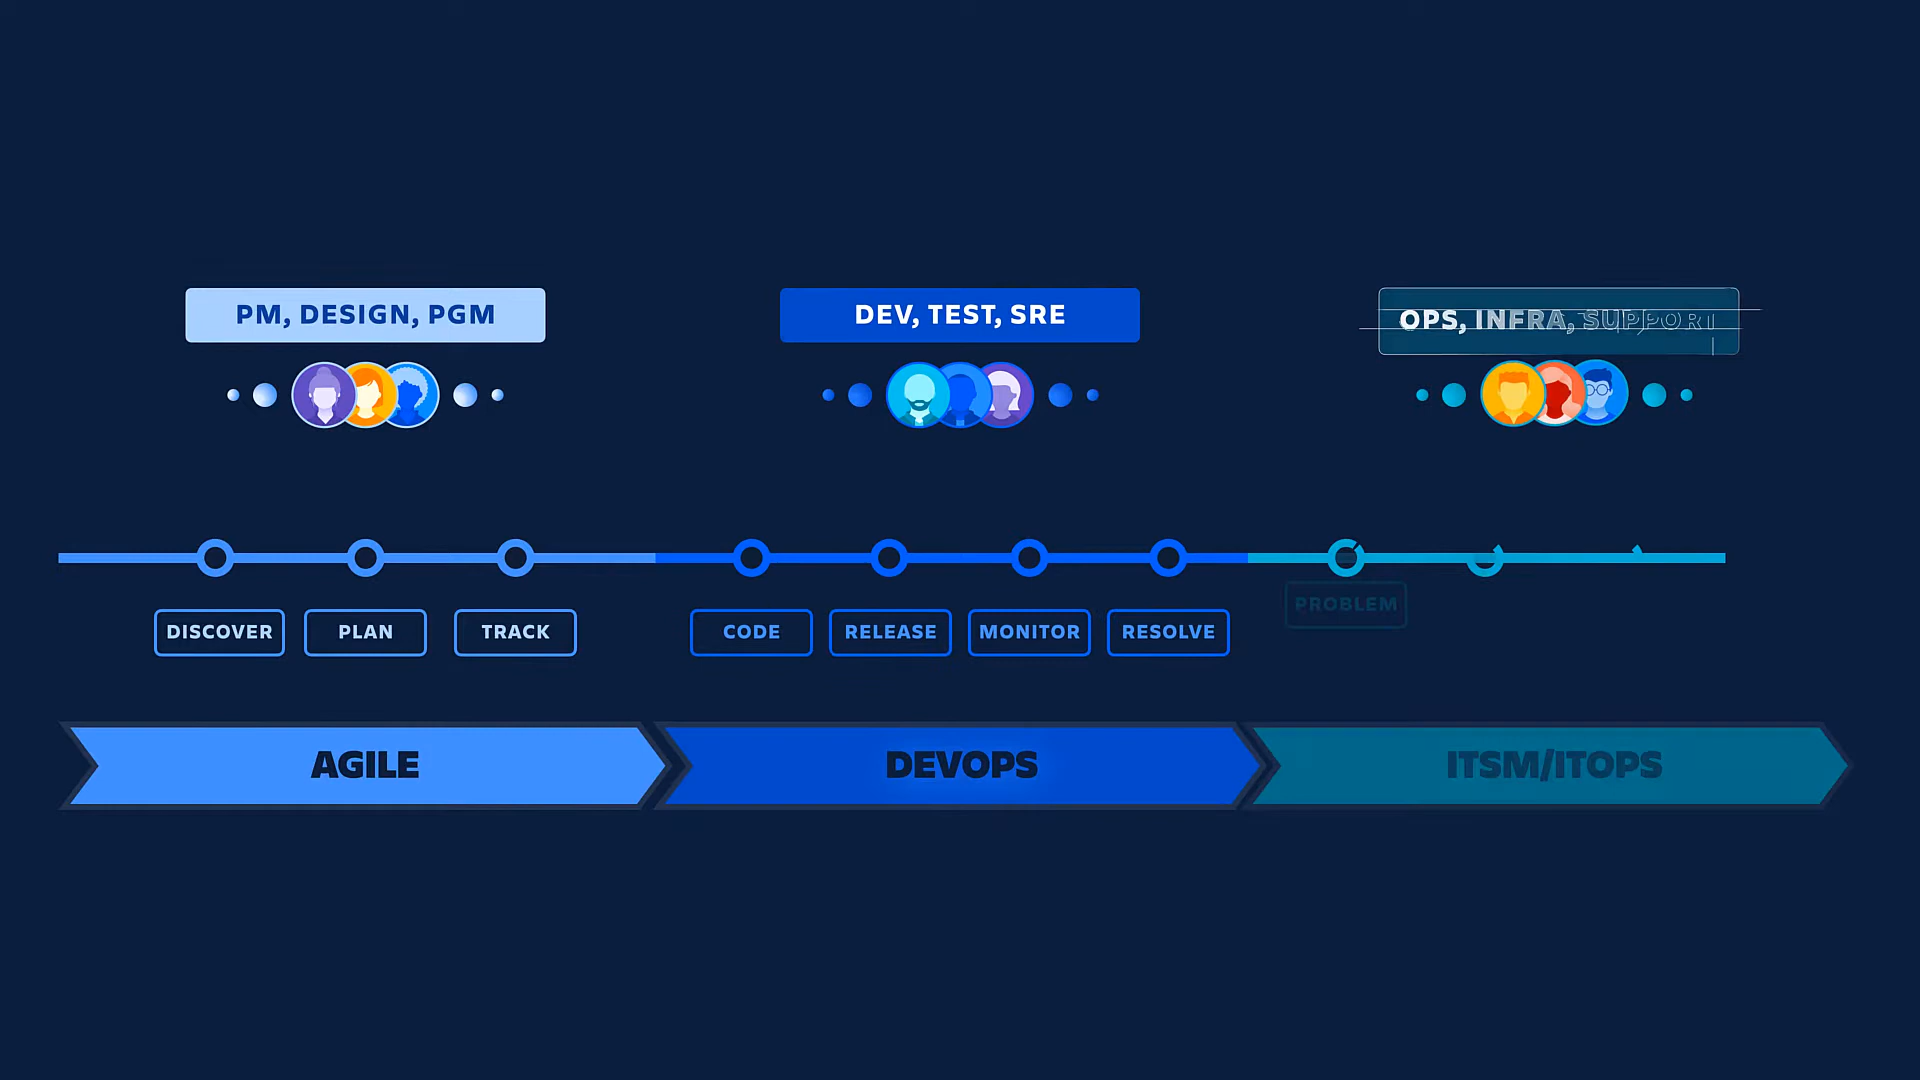 PM, DESIGN, PGM
DEV, TEST, SRE
OPS, INFRA, SUPPORT
DISCOVER
PLAN
TRACK
CODE
RELEASE
MONITOR
RESOLVE
PROBLEM
AGILE
DEVOPS
ITSM/ITOPS